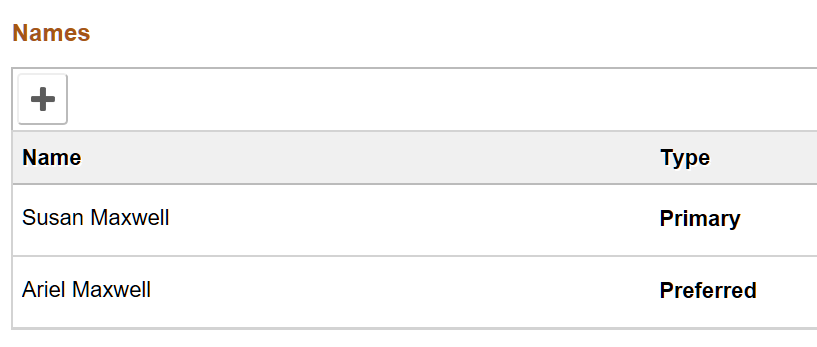 Names
Name Type
Susan Maxwell Primary
Ariel Maxwell Preferred